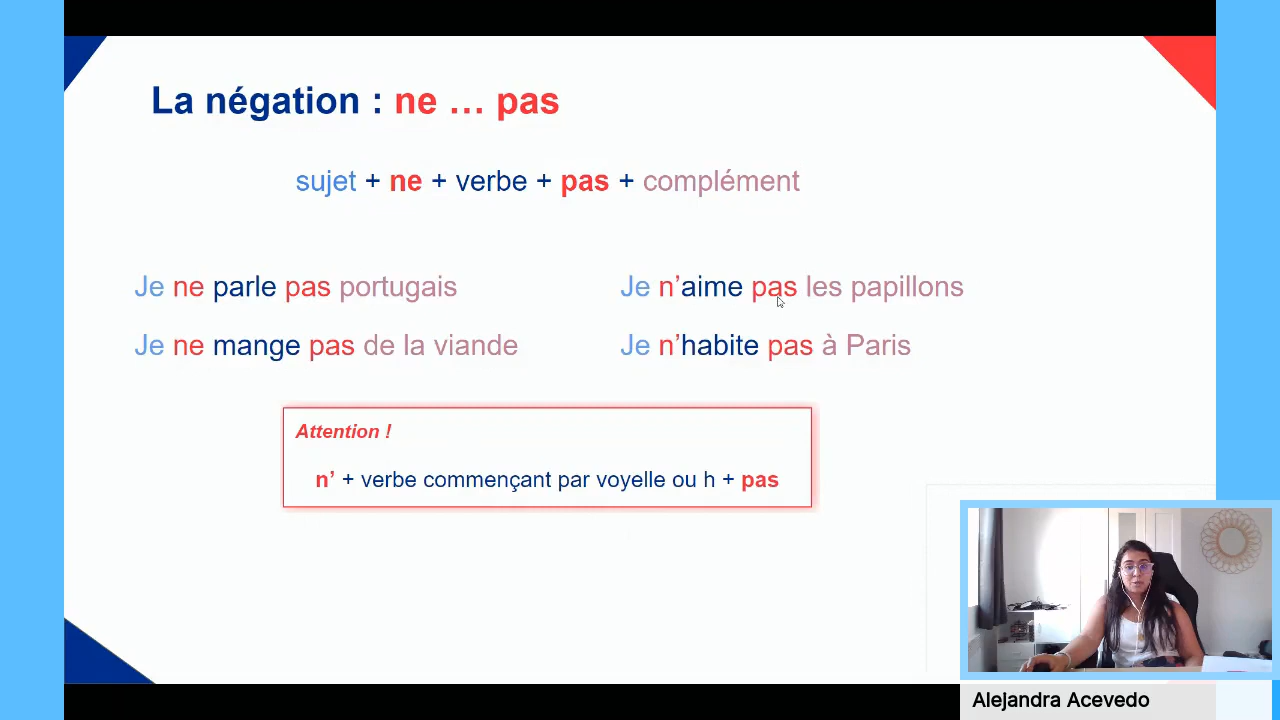 La négation : ne … pas
sujet + ne + verbe + pas + complément
Je ne parle pas portugais
Je n’aime pas les papillons
Je ne mange pas de la viande
Je n’habite pas à Paris
Attention !
n’ + verbe commençant par voyelle ou h + pas
Alejandra Acevedo